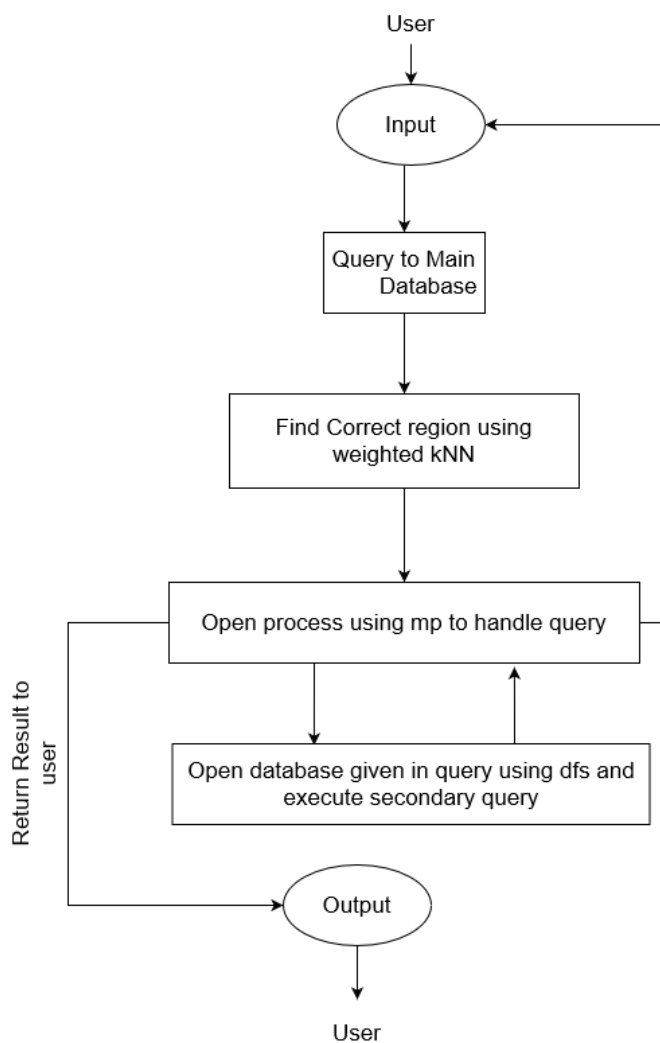 User
Input
Query to Main
Database
Find Correct region using
weighted kNN
Open process using mp to handle query
Return Result to
user
Open database given in query using dfs and
execute secondary query
Output
User